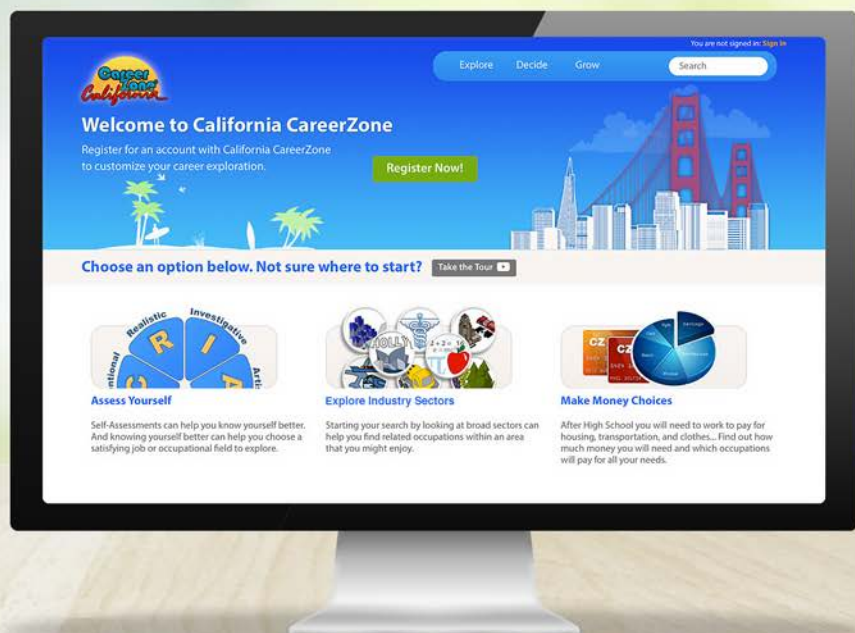 You are not signed in: Sign in
Career
Zone
California
Explore Decide Grow Search
Welcome to California CareerZone
Register for an account with California CareerZone
to customize your career exploration.
Register Now!
Choose an option below. Not sure where to start? Take the Tour
Realistic
Investigative
R
I
CZ
CZ
HOLLY
2+2=
Assess Yourself
Explore Industry Sectors
Make Money Choices
Self-Assessments can help you know yourself better.
And knowing yourself better can help you choose a
satisfying job or occupational field to explore.
Starting your search by looking at broad sectors can
help you find related occupations within an area
that you might enjoy.
After High School you will need to work to pay for
housing, transportation, and clothes... Find out how
much money you will need and which occupations
will pay for all your needs.